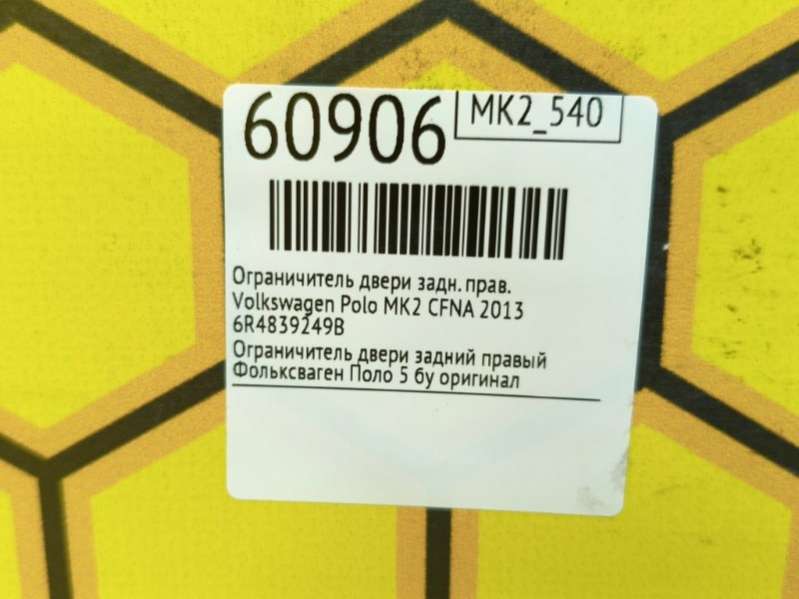 60906
MK2_540
Ограничитель двери задн. прав.
Volkswagen Polo MK2 CFNA 2013
6R4839249B
Ограничитель двери задний правый
Фольксваген Поло 5 бу оригинал